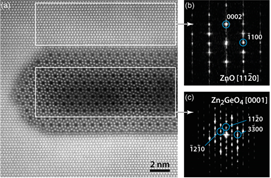 (a)
2 nm
(b)
0002
1100
ZnO [1120]
(c)
Zn2GeO4 [0001]
1120
3300
1210